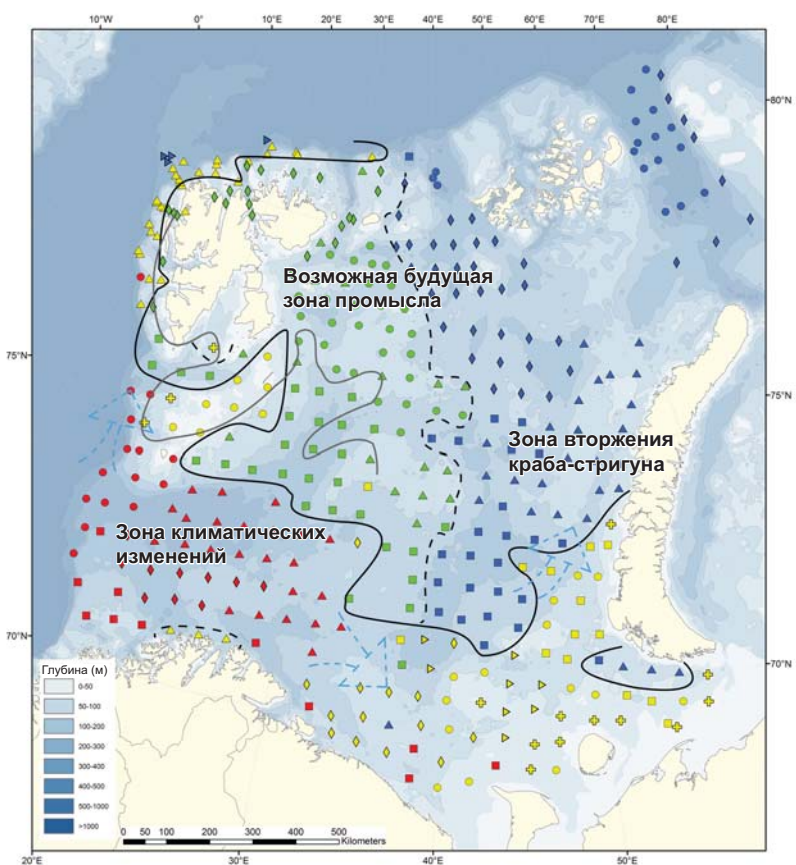 10°W 0° 10°E 20°E 30°E 40°E 50°E 60°E 70°E 80°E
80°N
Возможная будущая
зона промысла
75°N
75°N
Зона вторжения
краба-стригуна
Зона климатических
изменений
70°N
70°N
Глубина (м)
0-50
50-100
100-200
200-300
300-400
400-500
500-1000
>1000
0 50 100 200 300 400 500
Kilometers
20°E 30°E 40°E 50°E